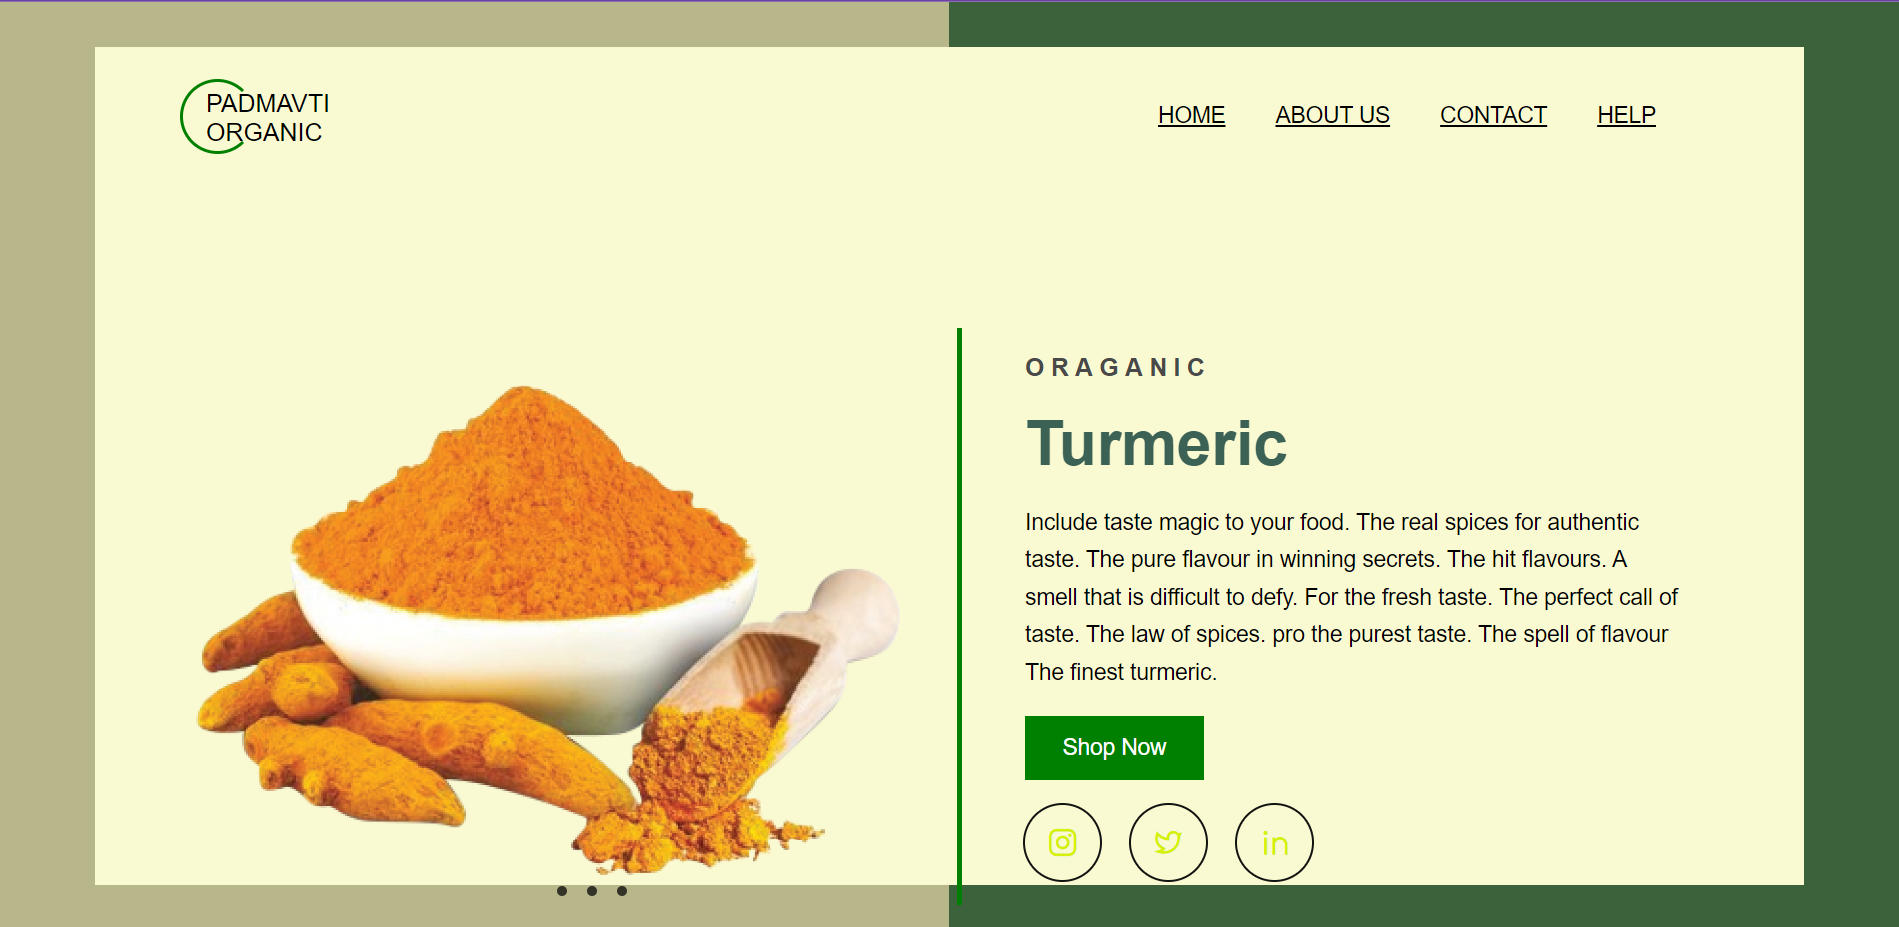 PADMAVTI
ORGANIC
HOME ABOUT US CONTACT HELP
ORAGANIC
Turmeric
Include taste magic to your food. The real spices for authentic
taste. The pure flavour in winning secrets. The hit flavours. A
smell that is difficult to defy. For the fresh taste. The perfect call of
taste. The law of spices. pro the purest taste. The spell of flavour
The finest turmeric.
Shop Now
in